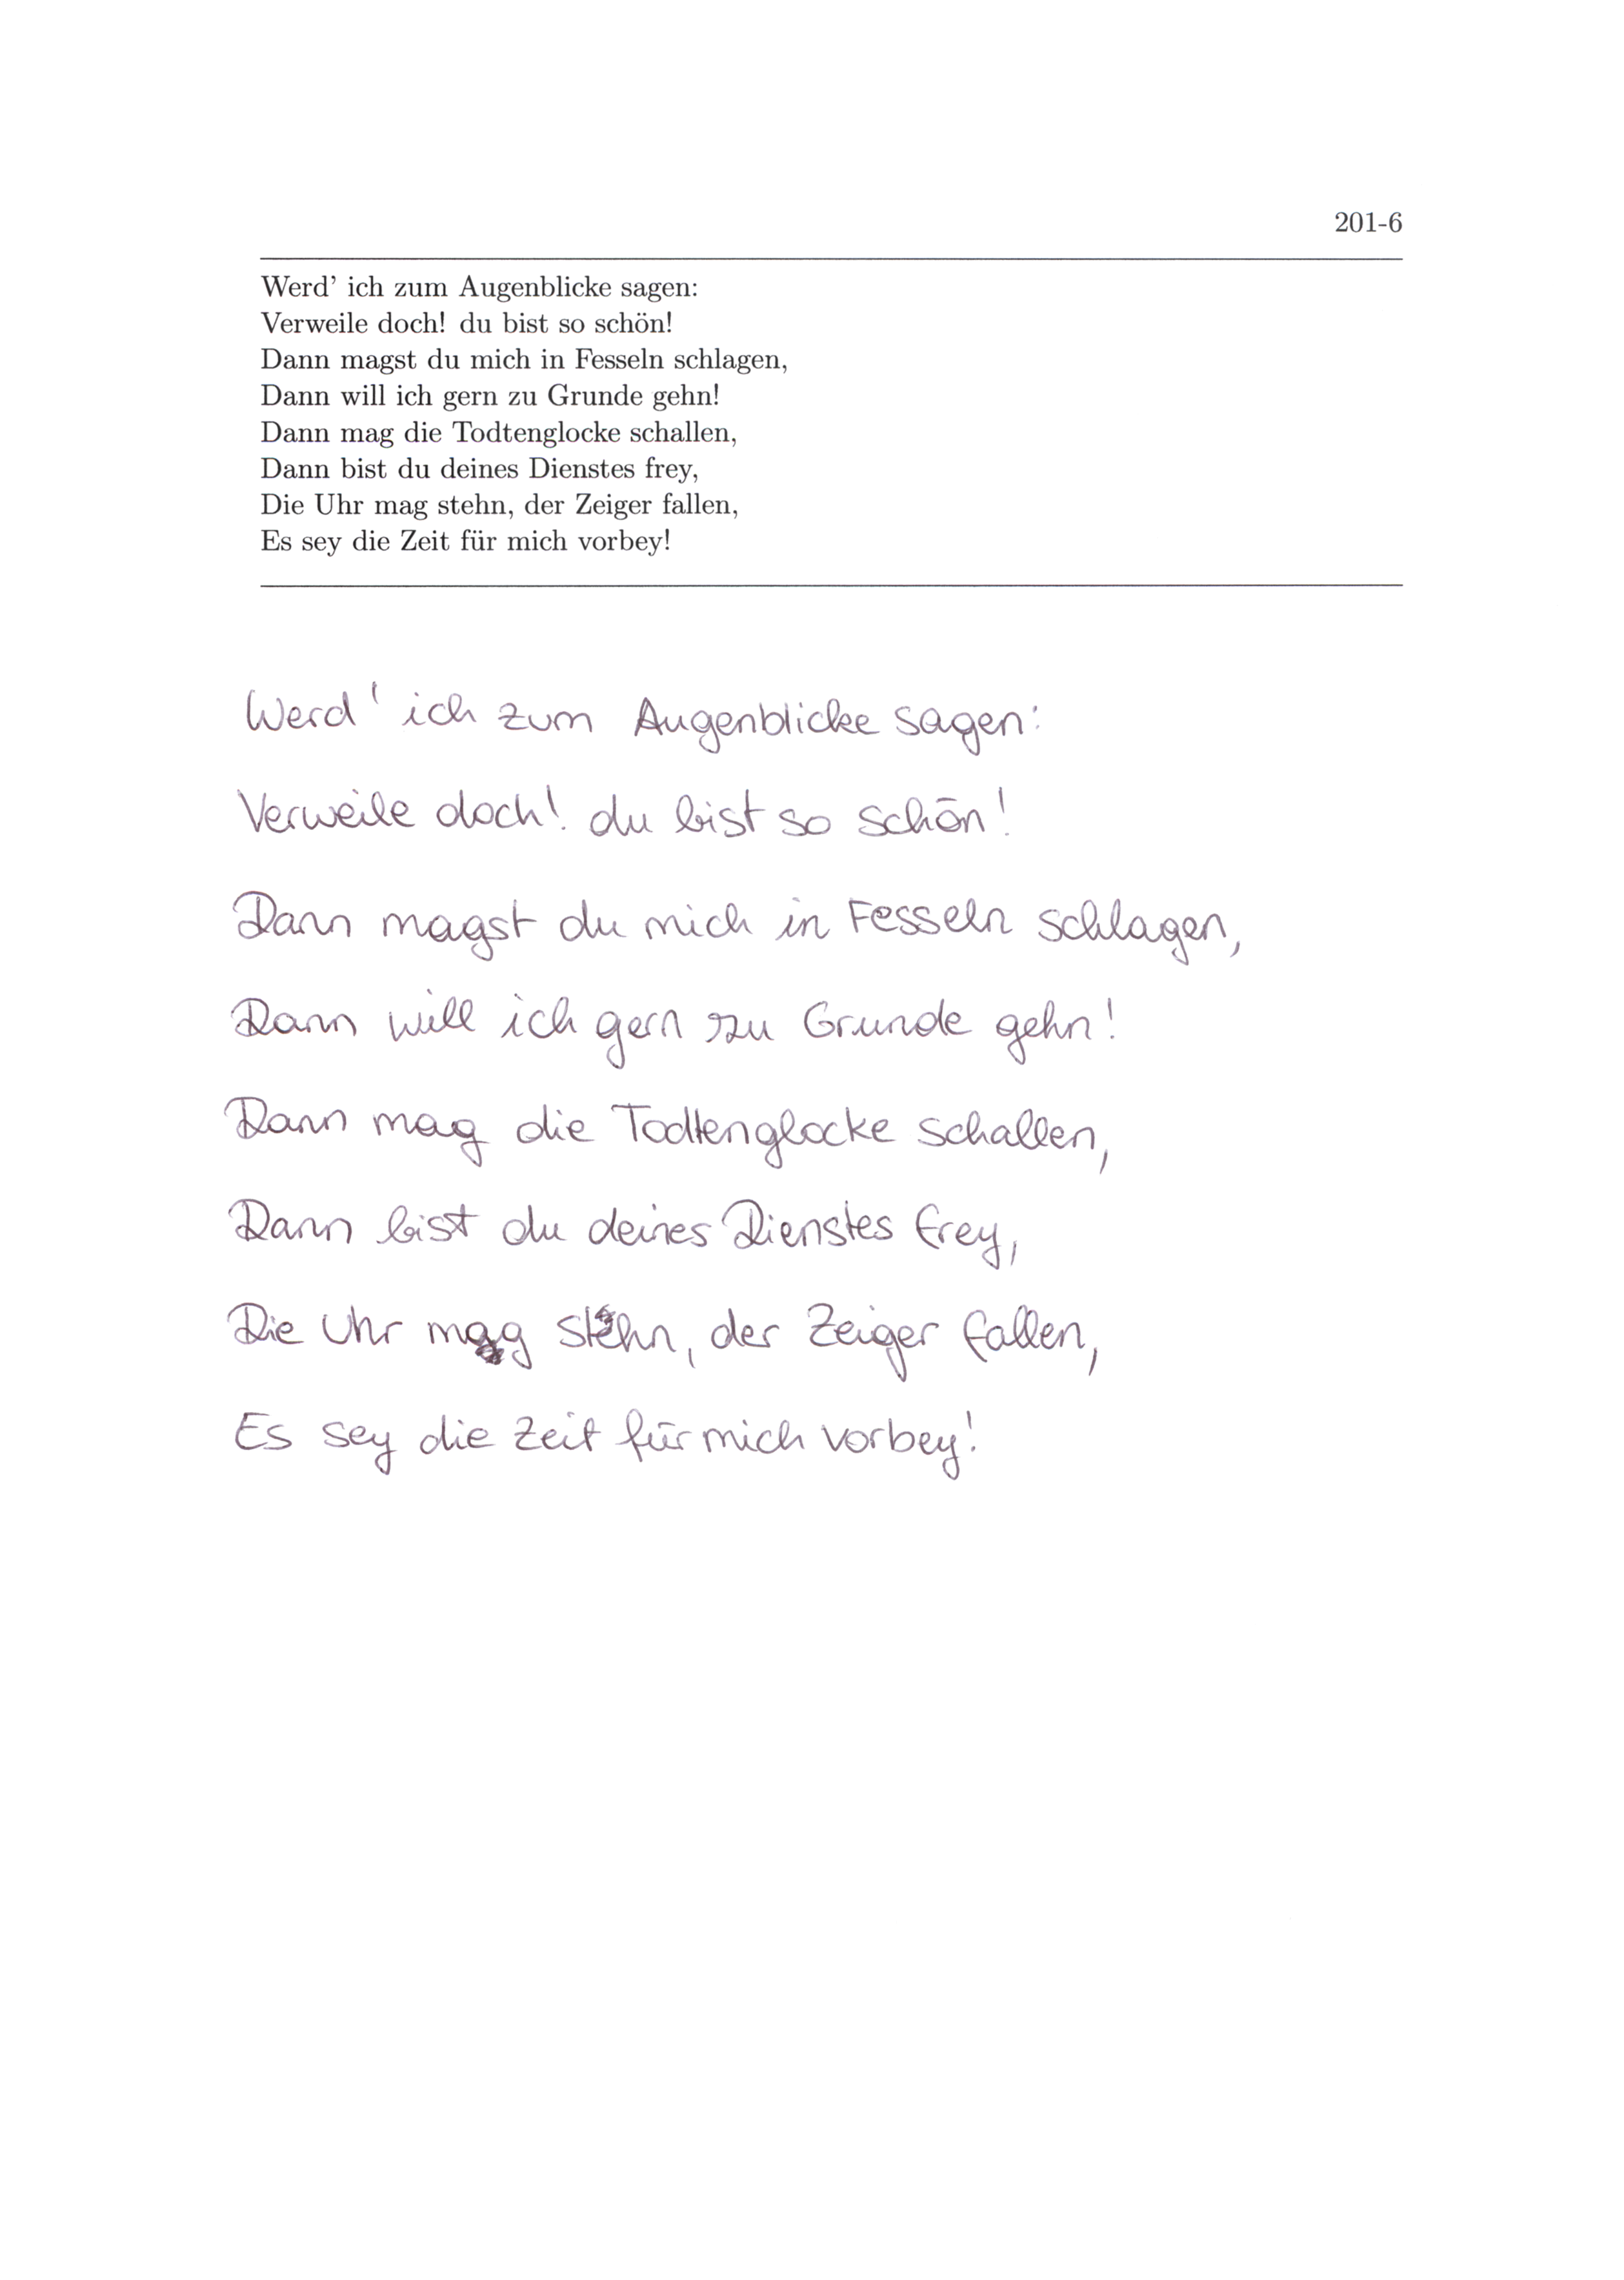 201-6
Werd' ich zum Augenblicke sagen:
Verweile doch! du bist so schön!
Dann magst du mich in Fesseln schlagen,
Dann will ich gern zu Grunde gehn!
Dann mag die Todtenglocke schallen,
Dann bist du deines Dienstes frey,
Die Uhr mag stehn, der Zeiger fallen,
Es sey die Zeit für mich vorbey!
Werd' ich zum Augenblicke sagen:
Verweile doch! du bist so schön!
Dann magst du mich in Fesseln schlagen,
Dann will ich gern zu Grunde gehn!
Dann mag die Todtenglocke schallen,
Dann bist du deines Dienstes frey,
Die Uhr mag stehn, der Zeiger fallen,
Es sey die Zeit für mich vorbey!